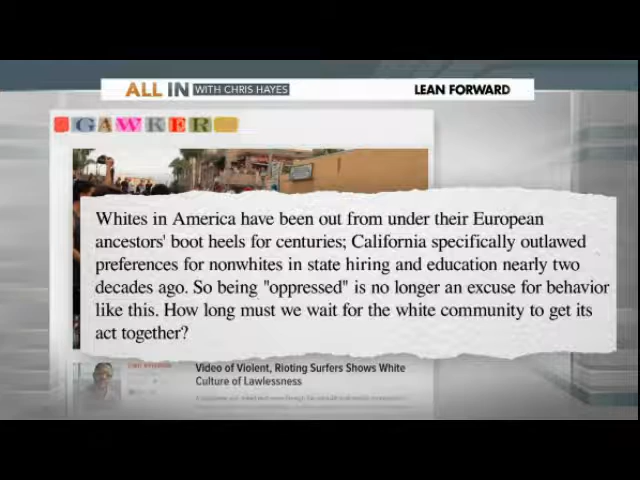 ALL IN WITH CHRIS HAYES
LEAN FORWARD
GAWKER
Whites in America have been out from under their European
ancestors' boot heels for centuries; California specifically outlawed
preferences for nonwhites in state hiring and education nearly two
decades ago. So being "oppressed" is no longer an excuse for behavior
like this. How long must we wait for the white community to get its
act together?
Video of Violent, Rioting Surfers Shows White
Culture of Lawlessness